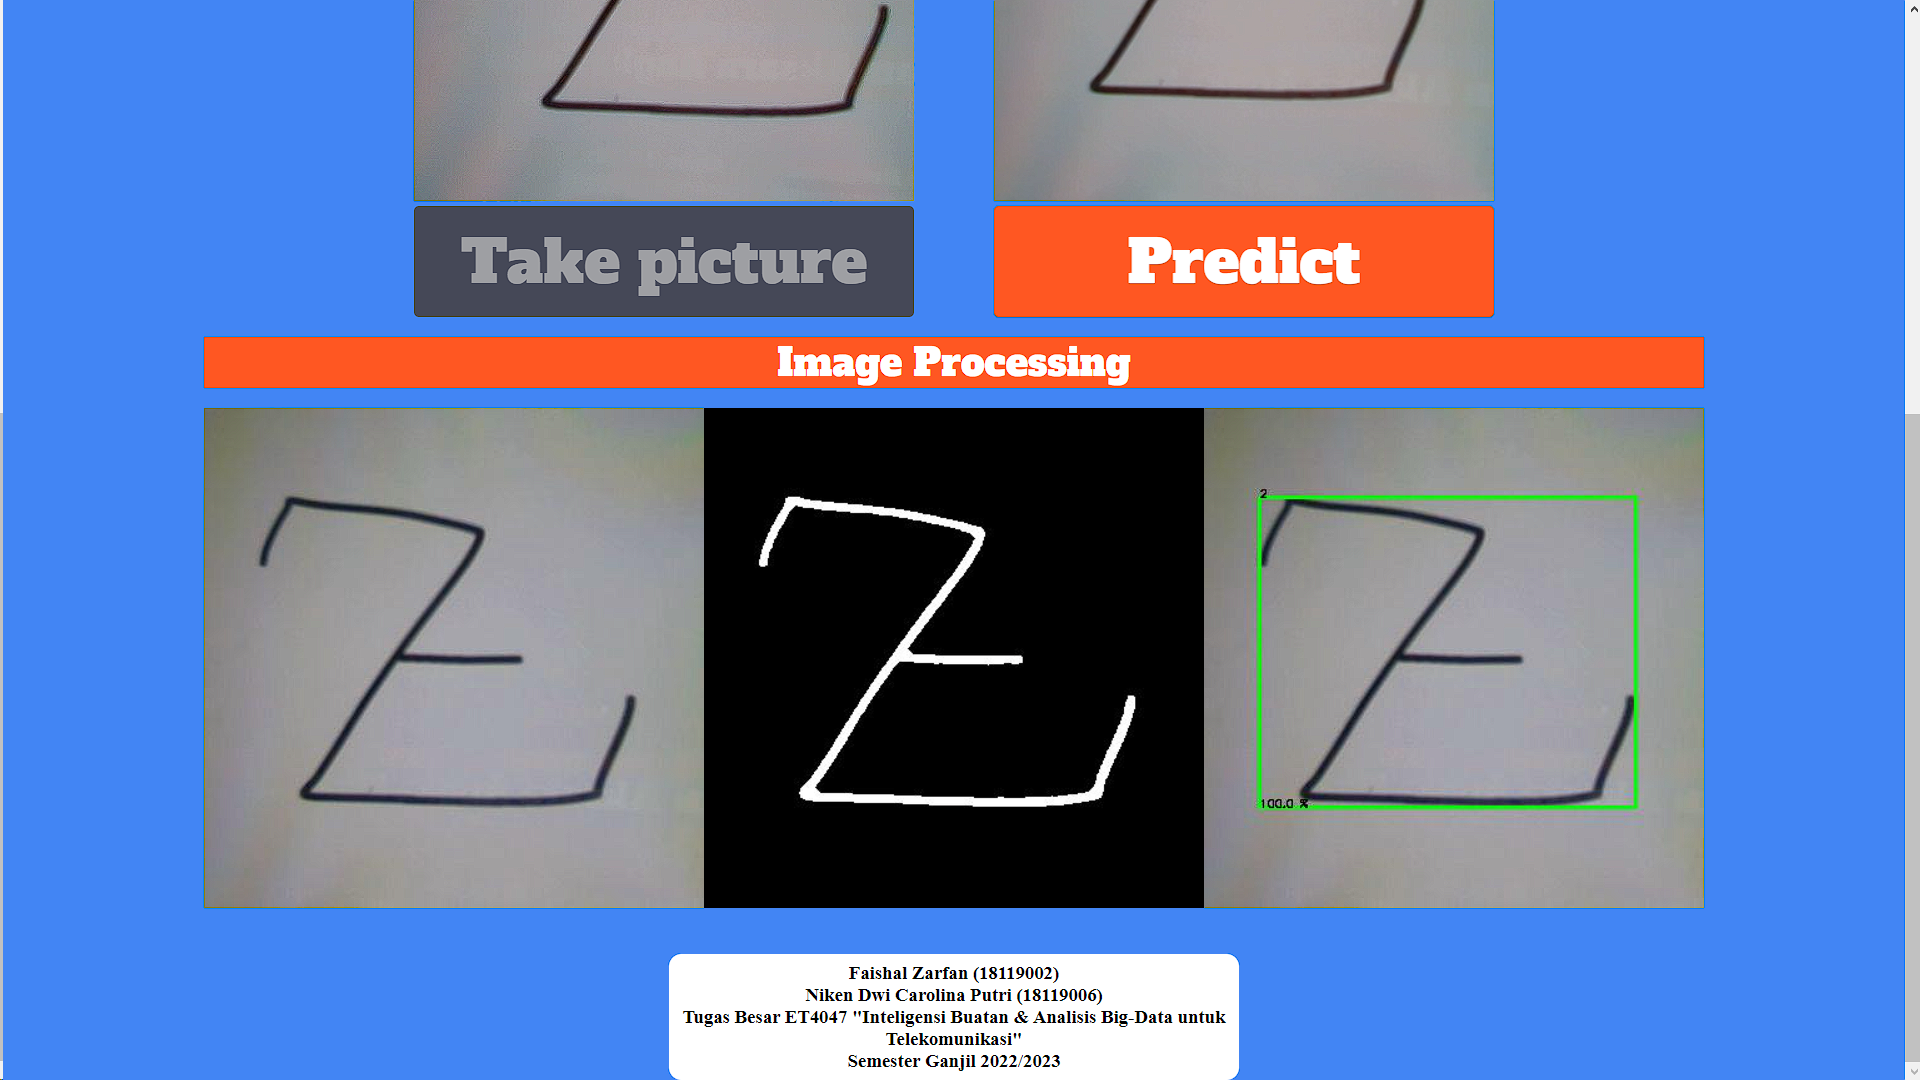 Take picture
Predict
Image Processing
2
100.0 %
Faishal Zarfan (18119002)
Niken Dwi Carolina Putri (18119006)
Tugas Besar ET4047 "Inteligensi Buatan & Analisis Big-Data untuk
Telekomunikasi"
Semester Ganjil 2022/2023